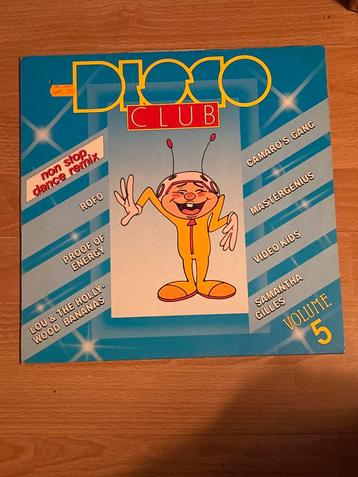 DISCO
CLUB
non stop
dance remix
ROFO
PROOF OF
ENERGY
LOU & THE HOLLY-
WOOD BANANAS
CAMARO'S GANG
MASTERGENIUS
VIDEO KIDS
SAMANTHA
GILLES
VOLUME
5